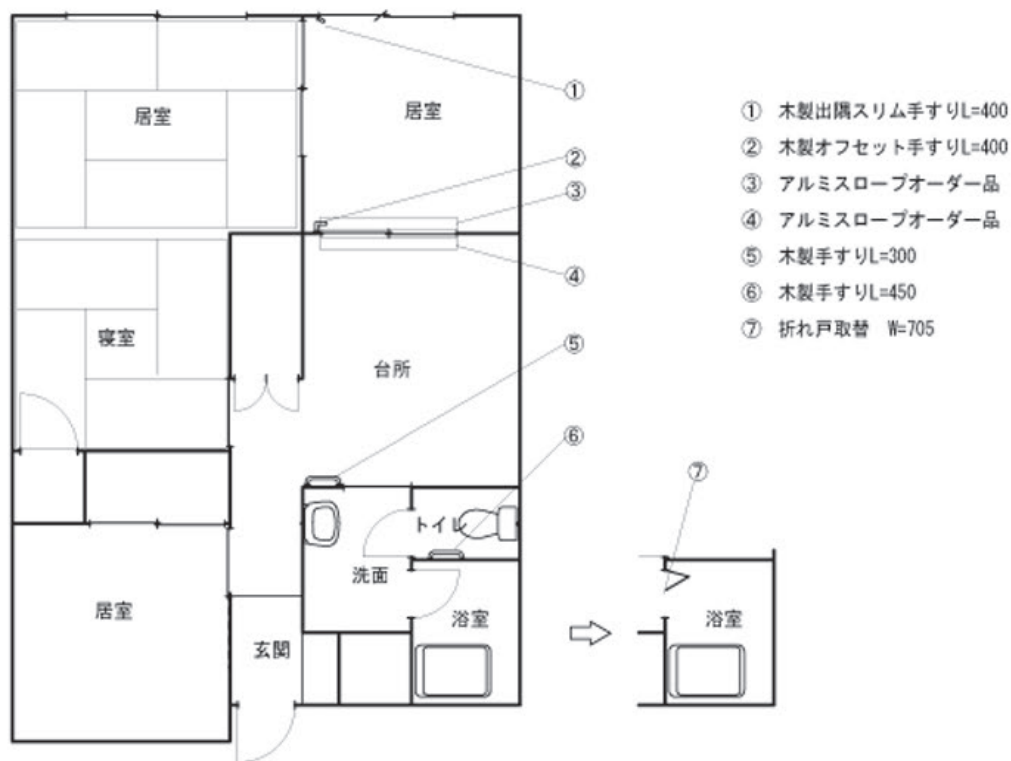 居室
居室
①
②
③
④
⑤
⑥
⑦
寝室
台所
トイレ
洗面
浴室
居室
玄関
浴室
① 木製出隅スリム手すりL=400
② 木製オフセット手すりL=400
③ アルミスロープオーダー品
④ アルミスロープオーダー品
⑤ 木製手すりL=300
⑥ 木製手すりL=450
⑦ 折れ戸取替 W=705